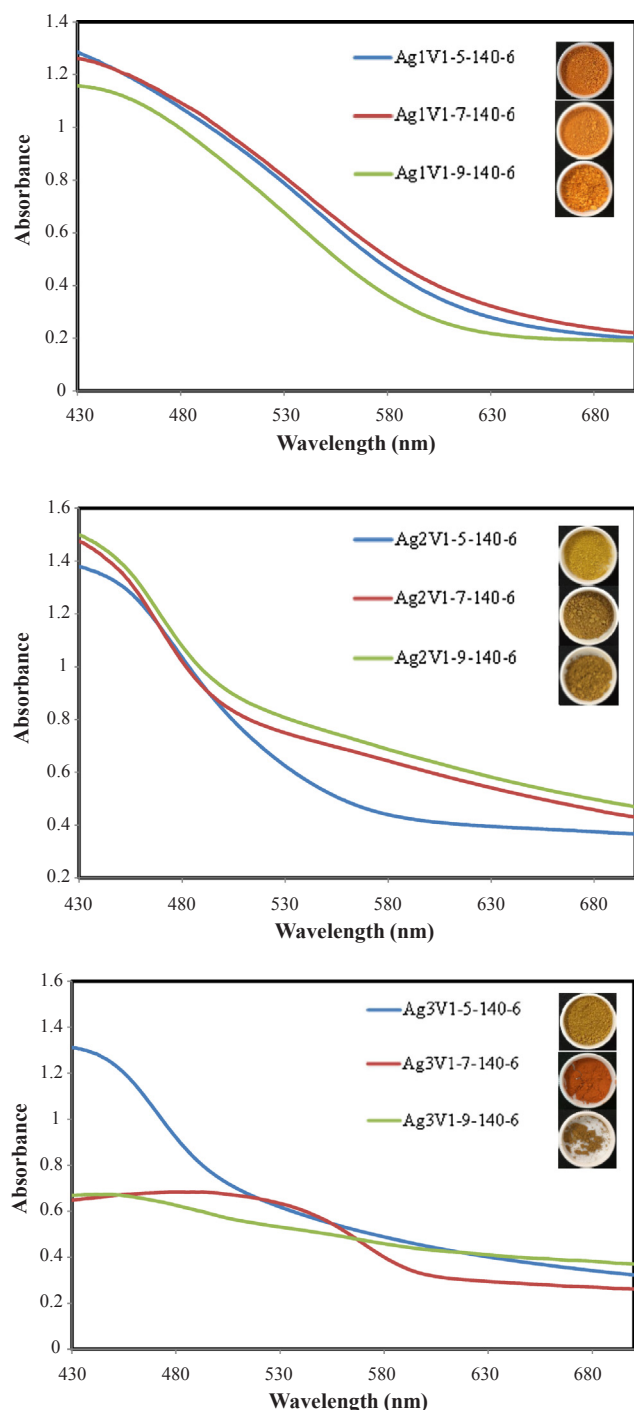 1.4
1.2
1
0.8
0.6
0.4
0.2
0
Absorbance
Ag1V1-5-140-6
Ag1V1-7-140-6
Ag1V1-9-140-6
430 480 530 580 630 680
Wavelength (nm)
1.6
1.4
1.2
1
0.8
0.6
0.4
0.2
Absorbance
Ag2V1-5-140-6
Ag2V1-7-140-6
Ag2V1-9-140-6
430 480 530 580 630 680
Wavelength (nm)
1.6
1.4
1.2
1
0.8
0.6
0.4
0.2
0
Absorbance
Ag3V1-5-140-6
Ag3V1-7-140-6
Ag3V1-9-140-6
430 480 530 580 630 680
Wavelength (nm)